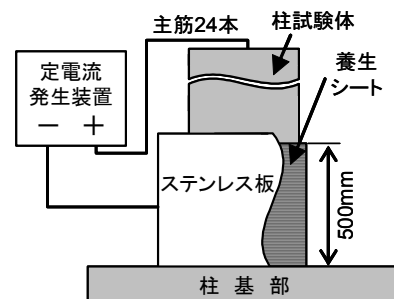 主筋24本
柱試験体
定電流
発生装置
－ ＋
養生
シート
ステンレス板
500mm
柱 基 部